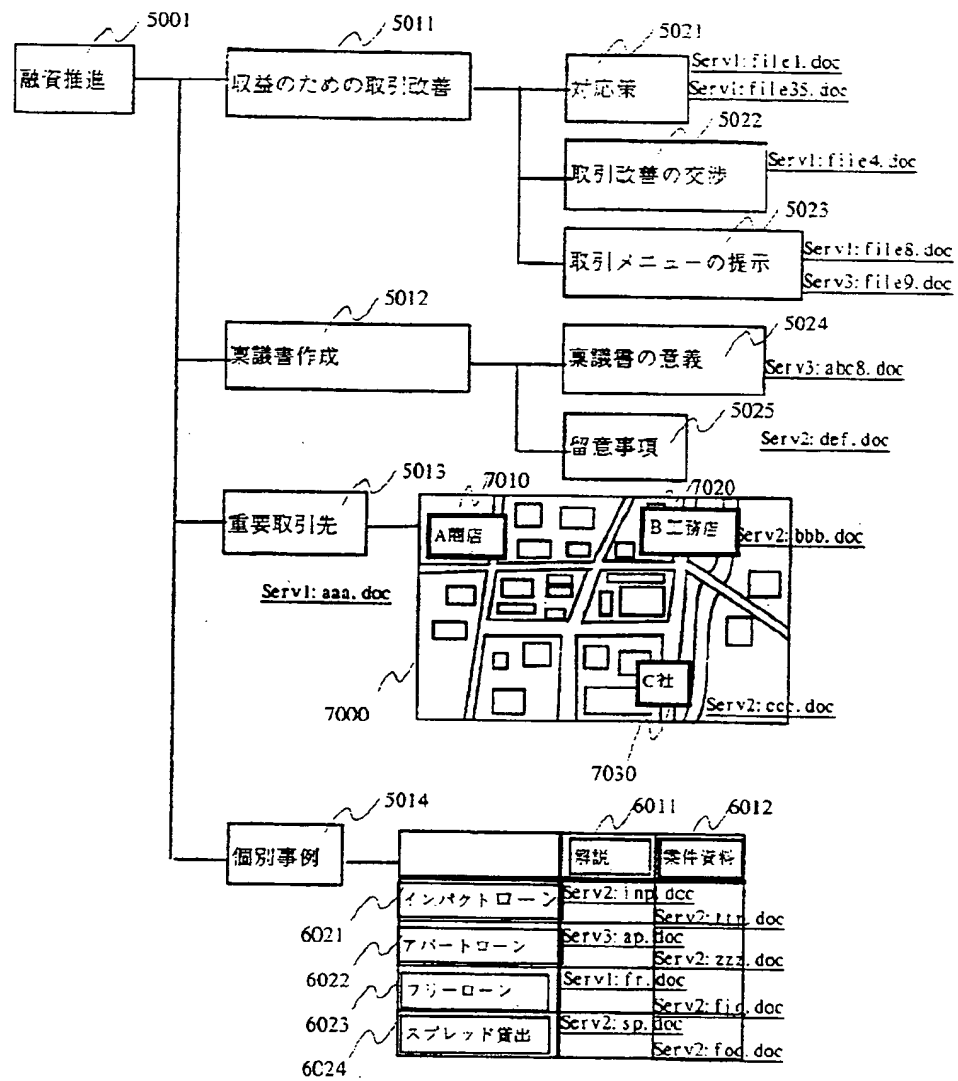 5001
融資推進
5011
収益のための取引改善
5021
対応策
Serv1:file1.doc
Serv1:file35.doc
5022
取引改善の交渉
Serv1:file4.doc
5023
取引メニューの提示
Serv1:file8.doc
Serv3:file9.doc
5012
稟議書作成
5024
稟議書の意義
Serv3:abc8.doc
5025
留意事項
Serv2:def.doc
5013
重要取引先
Serv1:aaa.doc
7010
A商店
7020
B工務店
Serv2:bbb.doc
7000
C社
Serv2:ccc.doc
7030
5014
個別事例
6011
6012
解説
案件資料
インパクトローン
Serv2:inp.doc
6021
アパートローン
Serv3:ap.doc
Serv2:zzz.doc
6022
フリーローン
Serv1:fr.doc
6023
スプレッド貸出
Serv2:sp.doc
6024